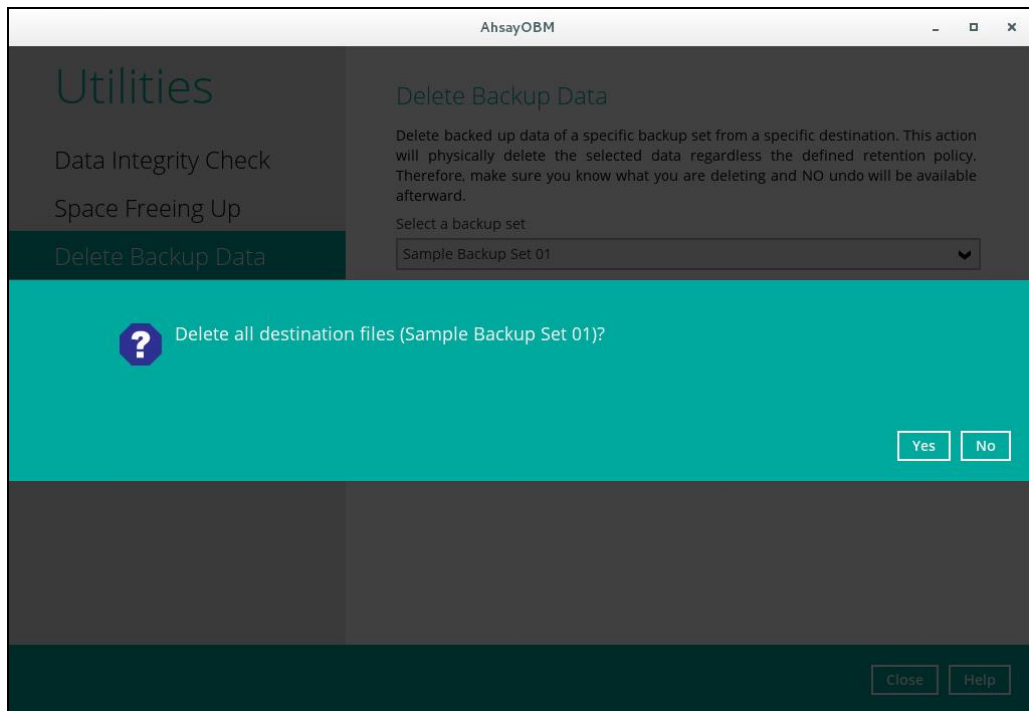 AhsayOBM
Utilities
Data Integrity Check
Space Freeing Up
Delete Backup Data
Delete Backup Data
Delete backed up data of a specific backup set from a specific destination. This action
will physically delete the selected data regardless the defined retention policy.
Therefore, make sure you know what you are deleting and NO undo will be available
afterward.
Select a backup set
Sample Backup Set 01
Delete all destination files (Sample Backup Set 01)?
Yes No
Close Help